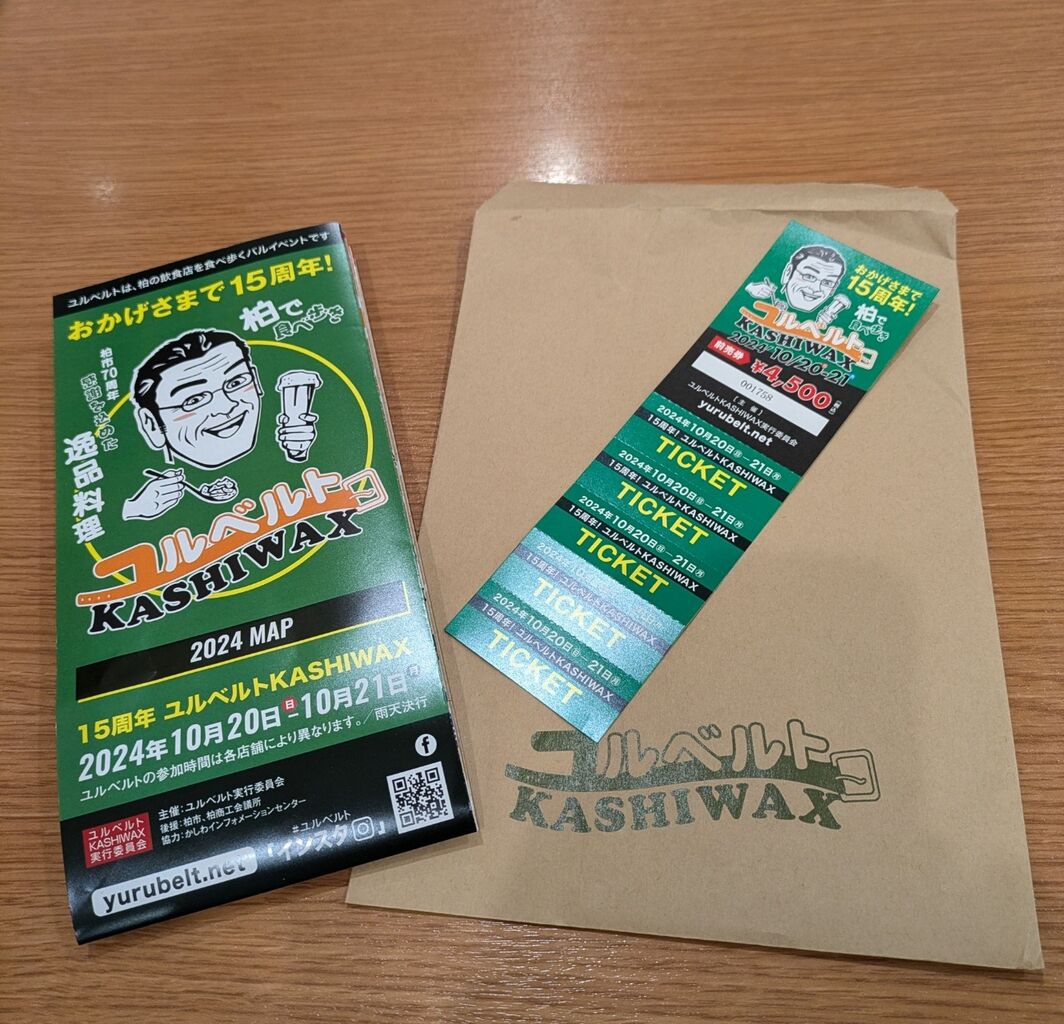 ユルベルトは、柏の飲食店を食べ歩くバルイベントです
おかげさまで15周年!
柏で
食べ歩き
柏市70周年
感謝を込めた
逸品料理
ユルベルト
KASHIWAX
2024 MAP
15周年 ユルベルトKASHIWAX
2024年10月20日日-10月21日月
ユルベルトの参加時間は各店舗により異なります。／雨天決行
ユルベルト
KASHIWAX
実行委員会
主催：ユルベルト実行委員会
後援：柏市、柏商工会議所
協力：かしわインフォメーションセンター
#ユルベルト
yurubelt.net
『インスタ』
おかげさまで
15周年!
柏で
食べ歩き
ユルベルト
KASHIWAX
2024・10/20-21
前売券
¥4,500
001758
［主催］
ユルベルトKASHIWAX実行委員会
yurubelt.net
2024年10月20日㊐－21日㊊
15周年! ユルベルトKASHIWAX
TICKET
2024年10月20日㊐－21日㊊
15周年! ユルベルトKASHIWAX
TICKET
2024年10月20日㊐－21日㊊
15周年! ユルベルトKASHIWAX
TICKET
2024年10月20日㊐－21日㊊
15周年! ユルベルトKASHIWAX
TICKET
2024年10月20日㊐－21日㊊
15周年! ユルベルトKASHIWAX
TICKET
ユルベルト
KASHIWAX